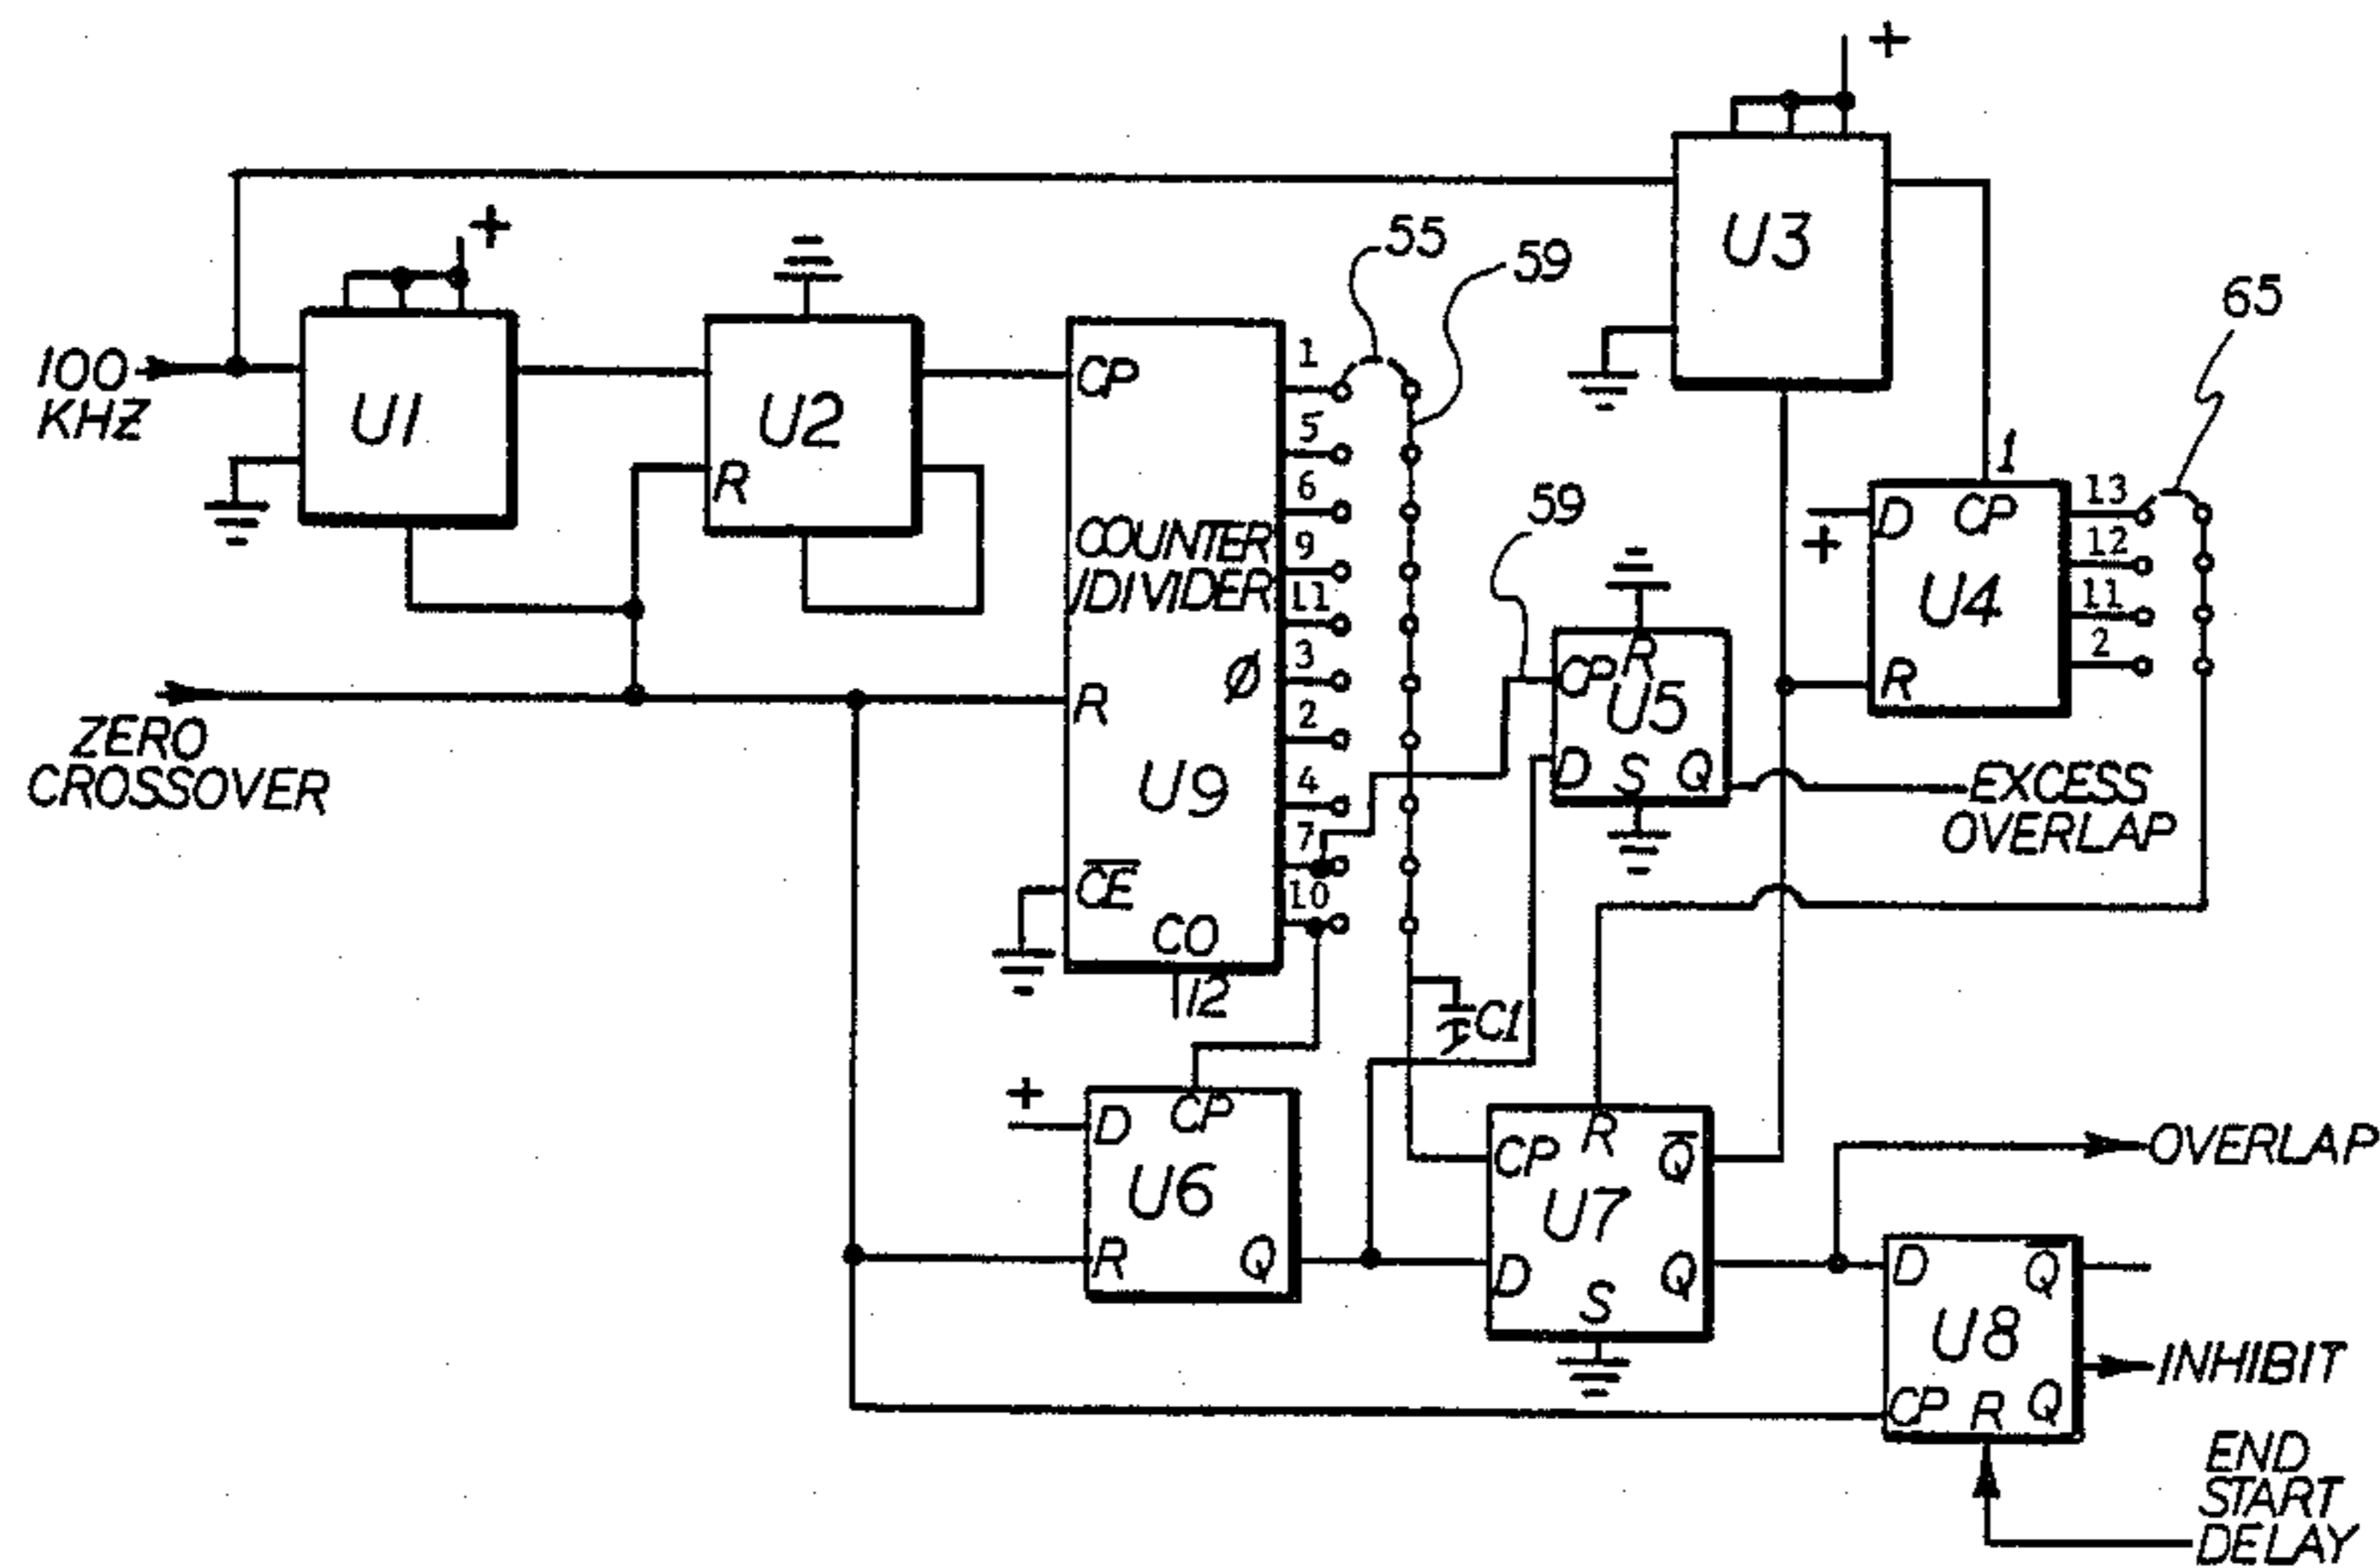 +
55
59
65
+
100
KHZ
U1
U2
R
CP
COUNTER
/DIVIDER
Ø
R
U9
CE
CO
12
1
5
6
9
11
3
2
4
7
10
U3
1
D
CP
+
U4
R
13
12
11
2
59
CP
R
U5
D
S
Q
EXCESS
OVERLAP
ZERO
CROSSOVER
C1
+
D
CP
U6
R
Q
CP
R
Q
U7
D
Q
S
OVERLAP
D
Q
U8
CP
R
Q
INHIBIT
END
START
DELAY